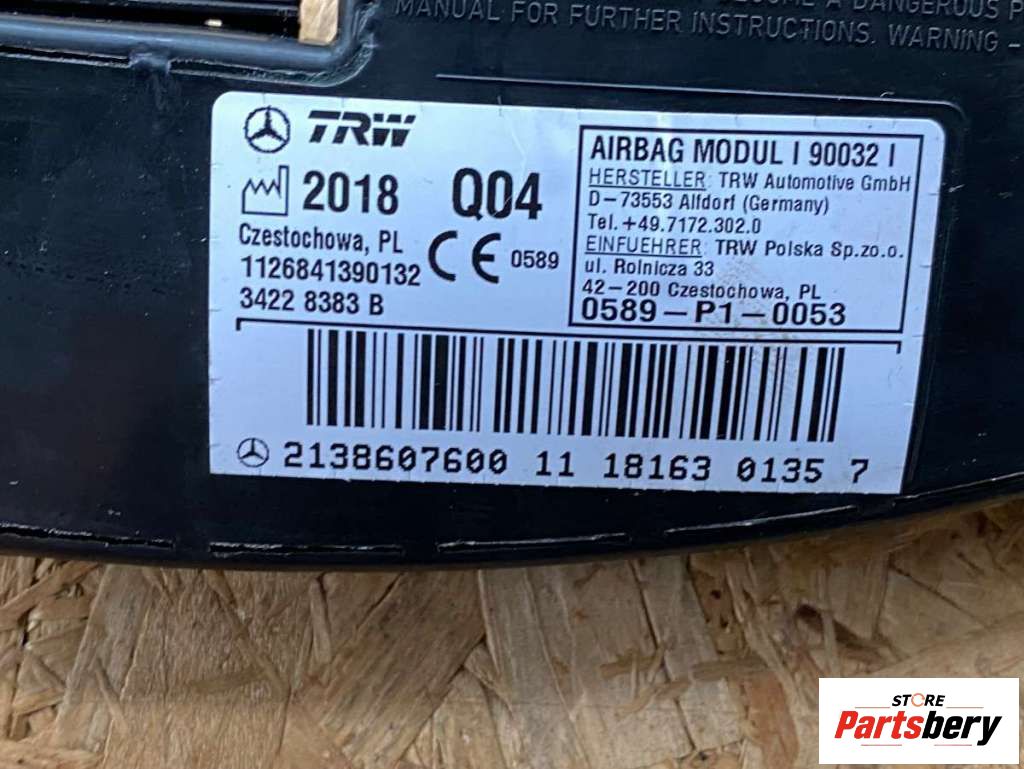 A DANGEROUS P
MANUAL FOR FURTHER INSTRUCTIONS. WARNING -
TRW
2018 Q04
Czestochowa, PL
1126841390132
CE 0589
3422 8383 B
AIRBAG MODUL I 90032 I
HERSTELLER: TRW Automotive GmbH
D-73553 Alfdorf (Germany)
Tel. +49.7172.302.0
EINFUEHRER: TRW Polska Sp.zo.o.
ul. Rolnicza 33
42-200 Czestochowa, PL
0589-P1-0053
2138607600 11 18163 0135 7
STORE
Partsbery